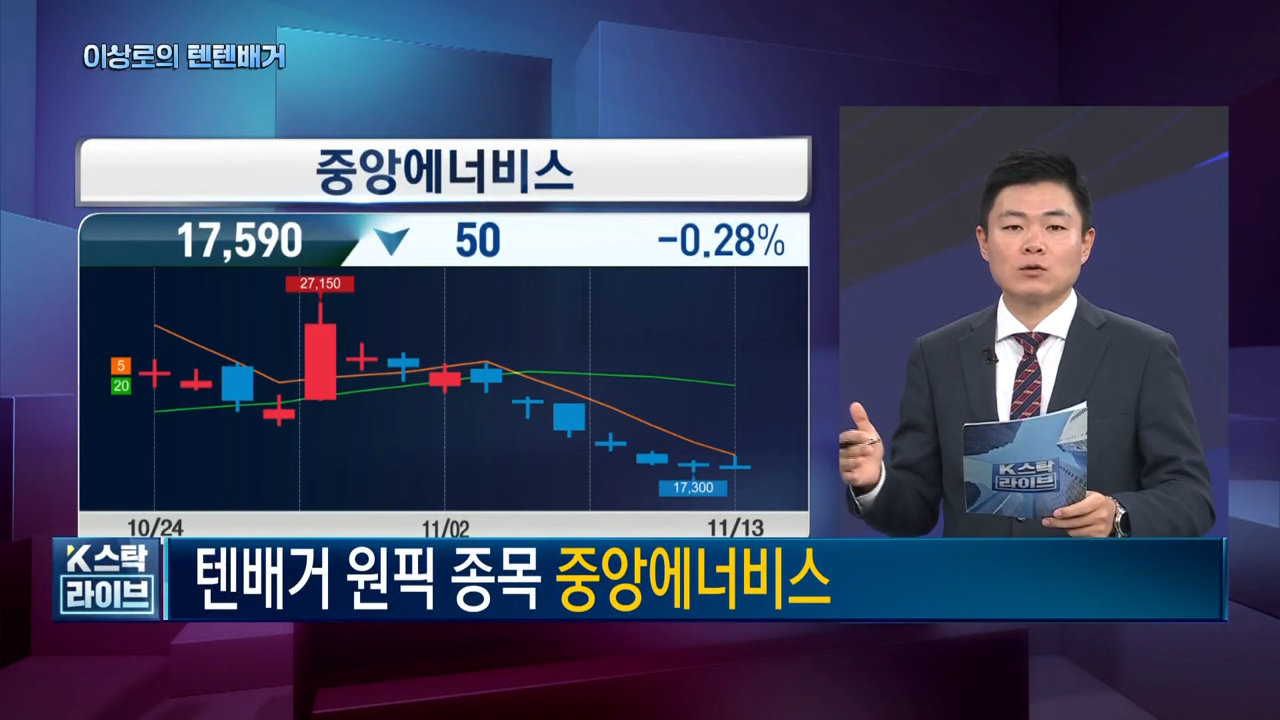 이상로의 텐텐배거
중앙에너비스
17,590 ▼ 50 -0.28%
27,150
5
20
17,300
10/24 11/02 11/13
K스탁
라이브
K스탁
라이브
텐배거 원픽 종목 중앙에너비스